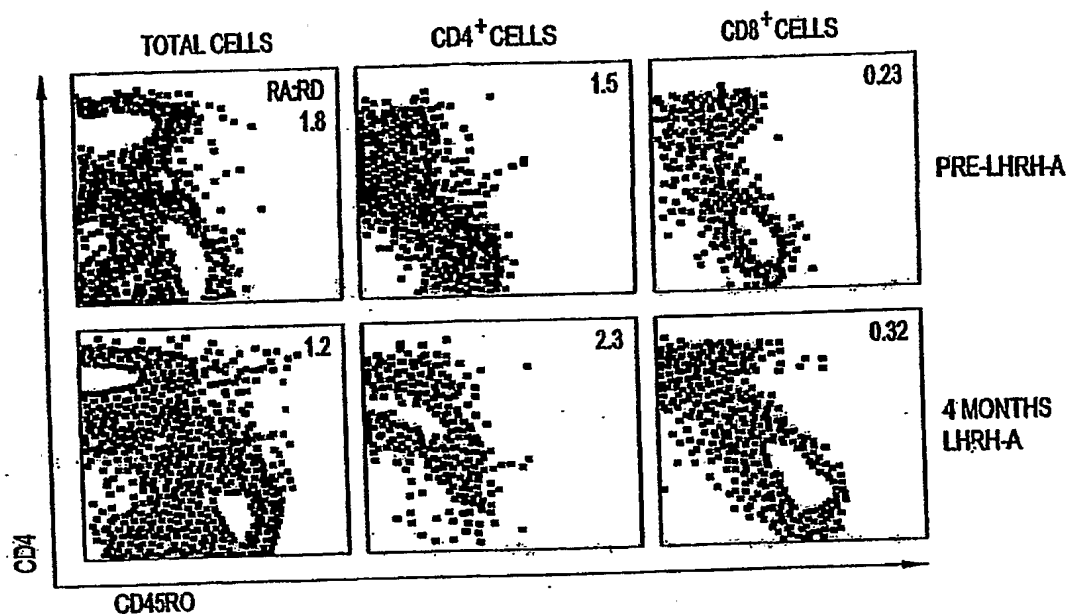 TOTAL CELLS
CD4+ CELLS
CD8+ CELLS
RA:RD
1.8
1.5
0.23
PRE-LHRH-A
1.2
2.3
0.32
4 MONTHS
LHRH-A
CD4
CD45RO